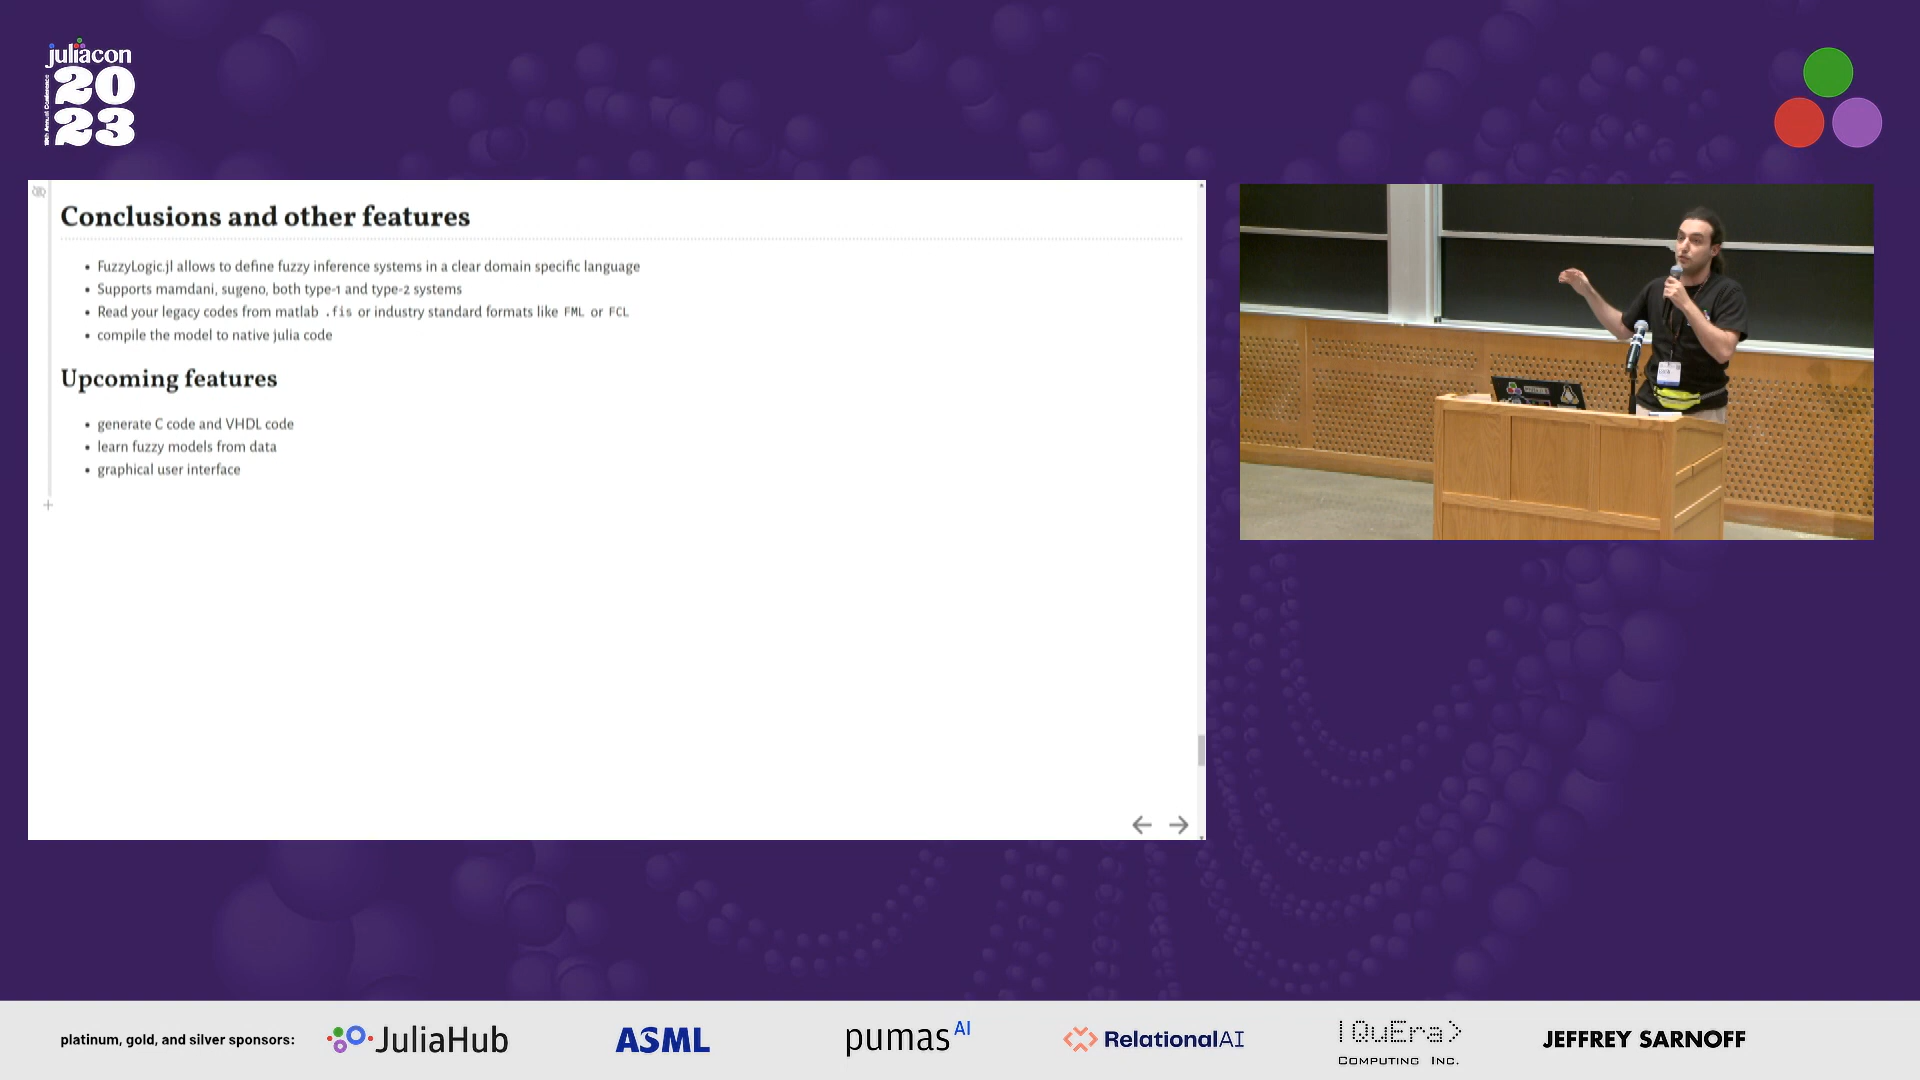 juliacon
2023
Conclusions and other features
• FuzzyLogic.jl allows to define fuzzy inference systems in a clear domain specific language
• Supports mamdani, sugeno, both type-1 and type-2 systems
• Read your legacy codes from matlab .fis or industry standard formats like FML or FCL
• compile the model to native julia code
Upcoming features
• generate C code and VHDL code
• learn fuzzy models from data
• graphical user interface
platinum, gold, and silver sponsors:
JuliaHub
ASML
pumas AI
RelationalAI
|QuEra>
COMPUTING INC.
JEFFREY SARNOFF